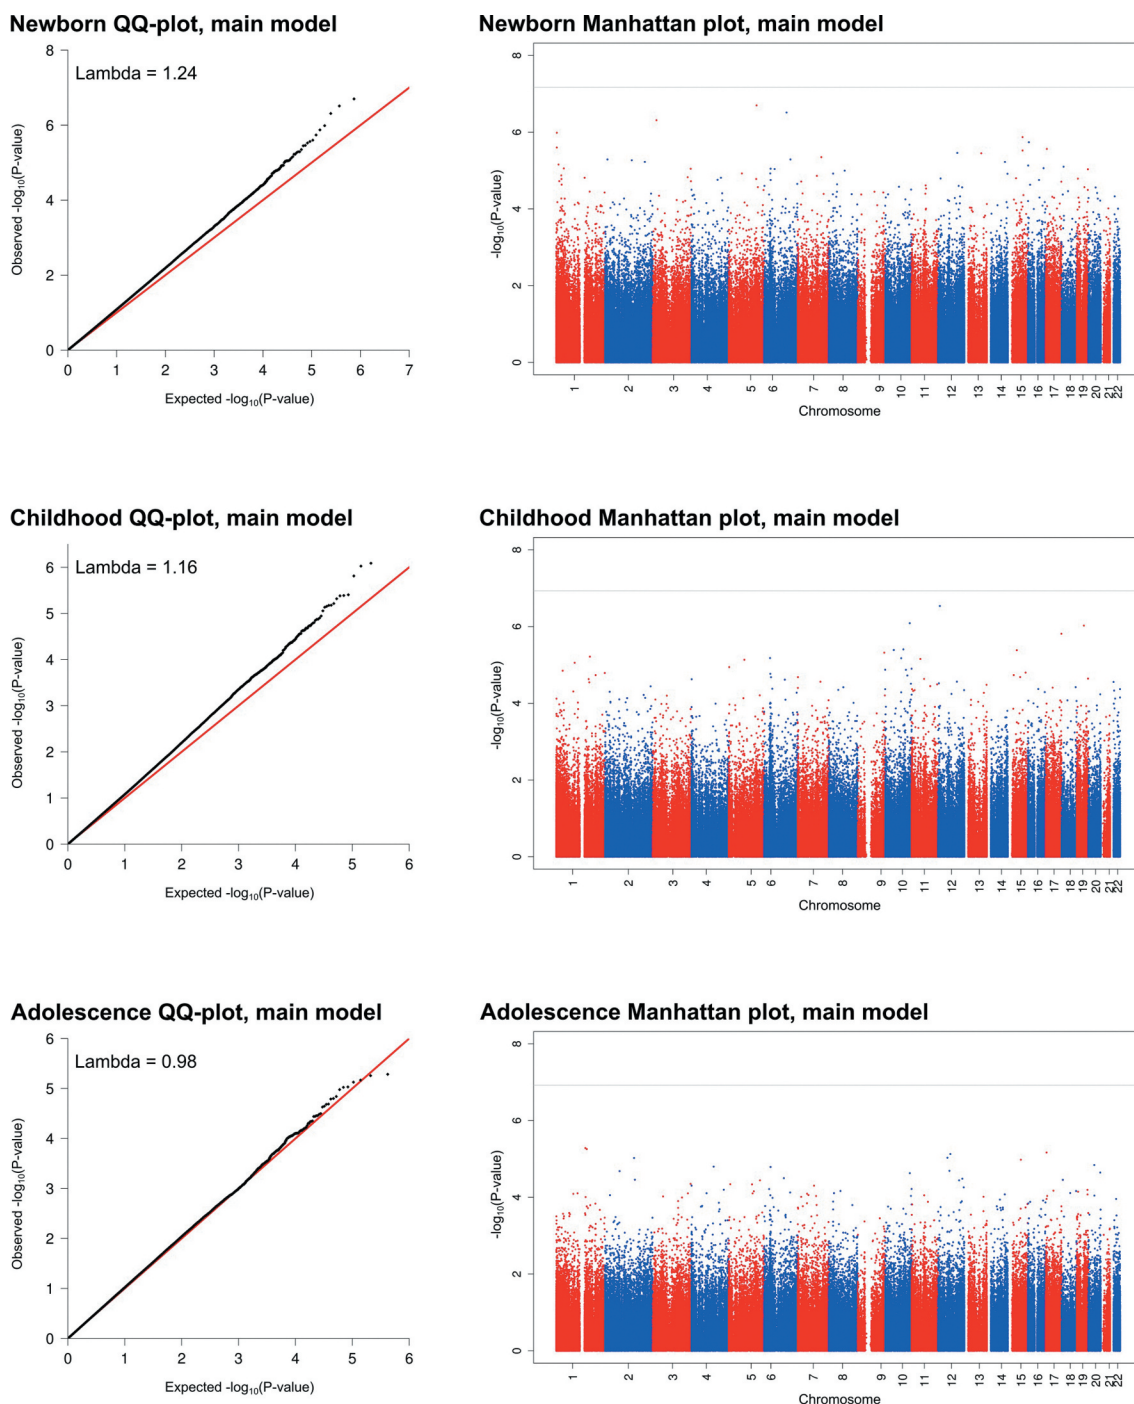 Newborn QQ-plot, main model
Lambda = 1.24
8
6
4
2
0
Observed -log10(P-value)
0 1 2 3 4 5 6 7
Expected -log10(P-value)
Newborn Manhattan plot, main model
8
6
4
2
0
-log10(P-value)
1 2 3 4 5 6 7 8 9 10 11 12 13 14 15 16 17 18 19 20 21 22
Chromosome
Childhood QQ-plot, main model
Lambda = 1.16
6
5
4
3
2
1
0
Observed -log10(P-value)
0 1 2 3 4 5 6
Expected -log10(P-value)
Childhood Manhattan plot, main model
8
6
4
2
0
-log10(P-value)
1 2 3 4 5 6 7 8 9 10 11 12 13 14 15 16 17 18 19 20 21 22
Chromosome
Adolescence QQ-plot, main model
Lambda = 0.98
6
5
4
3
2
1
0
Observed -log10(P-value)
0 1 2 3 4 5 6
Expected -log10(P-value)
Adolescence Manhattan plot, main model
8
6
4
2
0
-log10(P-value)
1 2 3 4 5 6 7 8 9 10 11 12 13 14 15 16 17 18 19 20 21 22
Chromosome